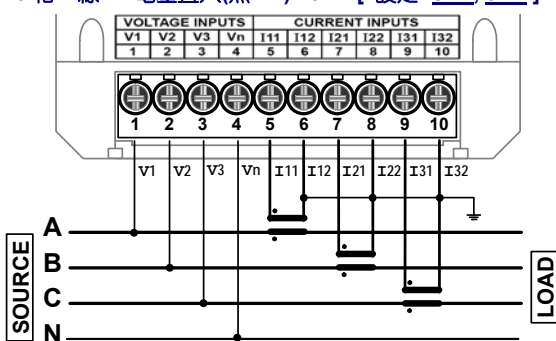 VOLTAGE INPUTS CURRENT INPUTS
V1 V2 V3 Vn I11 I12 I21 I22 I31 I32
1 2 3 4 5 6 7 8 9 10
1 2 3 4 5 6 7 8 9 10
V1 V2 V3 Vn I11 I12 I21 I22 I31 I32
A
B
C
N
SOURCE
LOAD